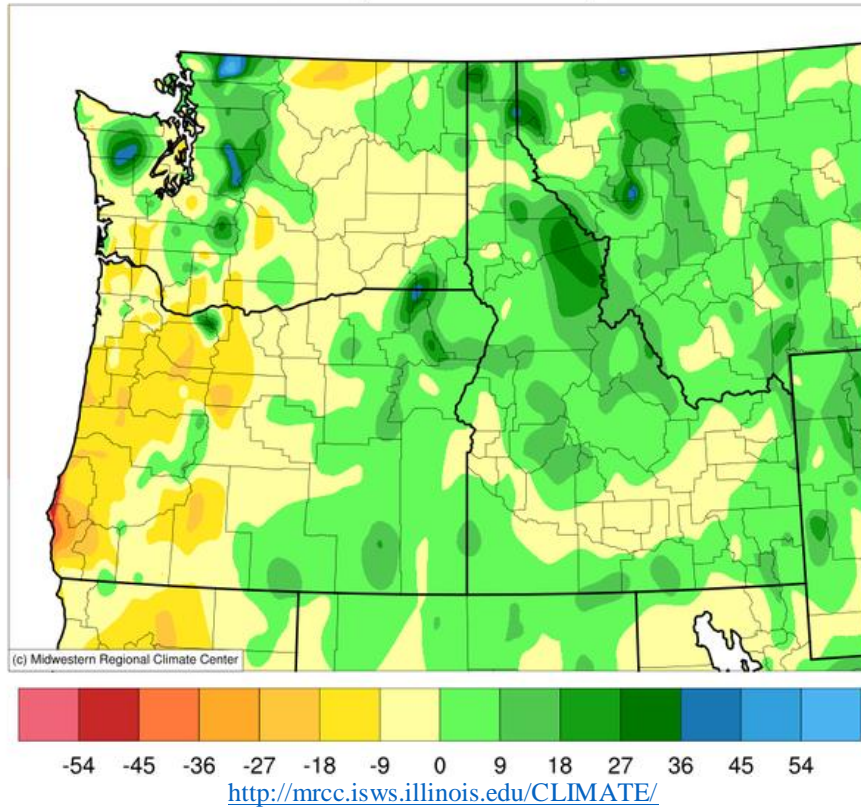 (c) Midwestern Regional Climate Center
-54 -45 -36 -27 -18 -9 0 9 18 27 36 45 54
http://mrcc.isws.illinois.edu/CLIMATE/